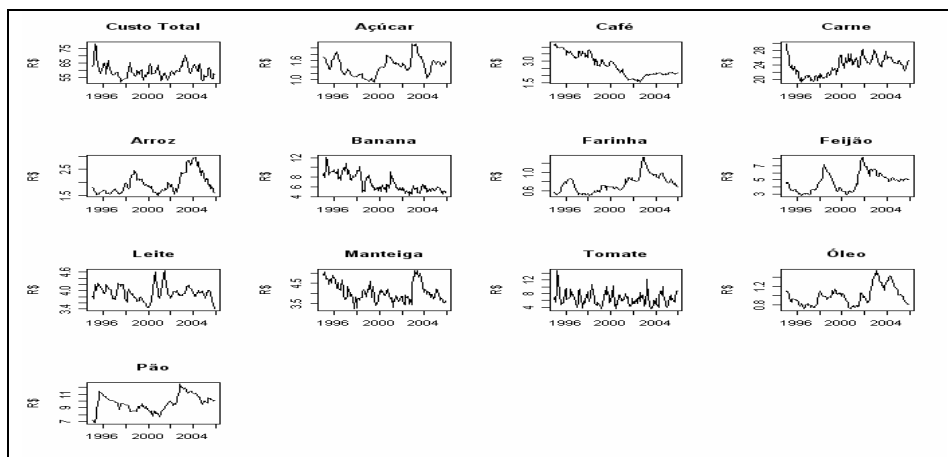 Custo Total
R$
55 65 75
1996 2000 2004
Açúcar
R$
1.0 1.6
1996 2000 2004
Café
R$
1.5 3.0
1996 2000 2004
Carne
R$
20 24 28
1996 2000 2004
Arroz
R$
1.5 2.5
1996 2000 2004
Banana
R$
4 6 8 12
1996 2000 2004
Farinha
R$
0.6 1.0
1996 2000 2004
Feijão
R$
3 5 7
1996 2000 2004
Leite
R$
3.4 4.0 4.6
1996 2000 2004
Manteiga
R$
3.5 4.5
1996 2000 2004
Tomate
R$
4 8 12
1996 2000 2004
Óleo
R$
0.8 1.2
1996 2000 2004
Pão
R$
7 9 11
1996 2000 2004